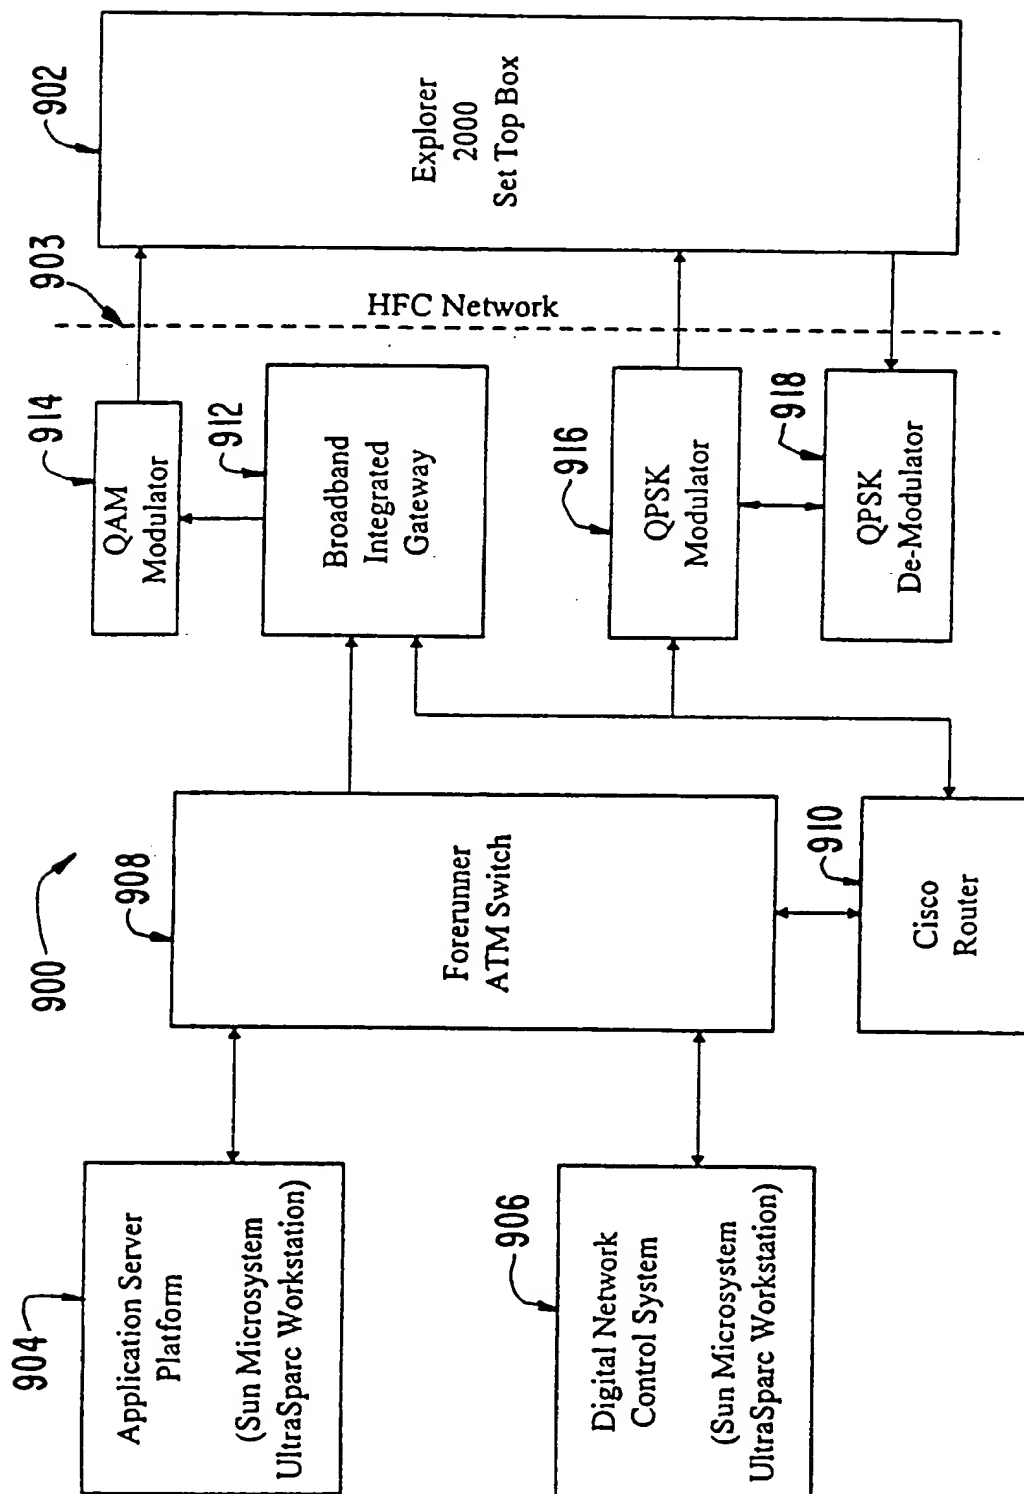 900
904
Application Server
Platform
(Sun Microsystem
UltraSparc Workstation)
906
Digital Network
Control System
(Sun Microsystem
UltraSparc Workstation)
908
Forerunner
ATM Switch
910
Cisco
Router
914
QAM
Modulator
912
Broadband
Integrated
Gateway
916
QPSK
Modulator
918
QPSK
De-Modulator
903
HFC Network
902
Explorer
2000
Set Top Box